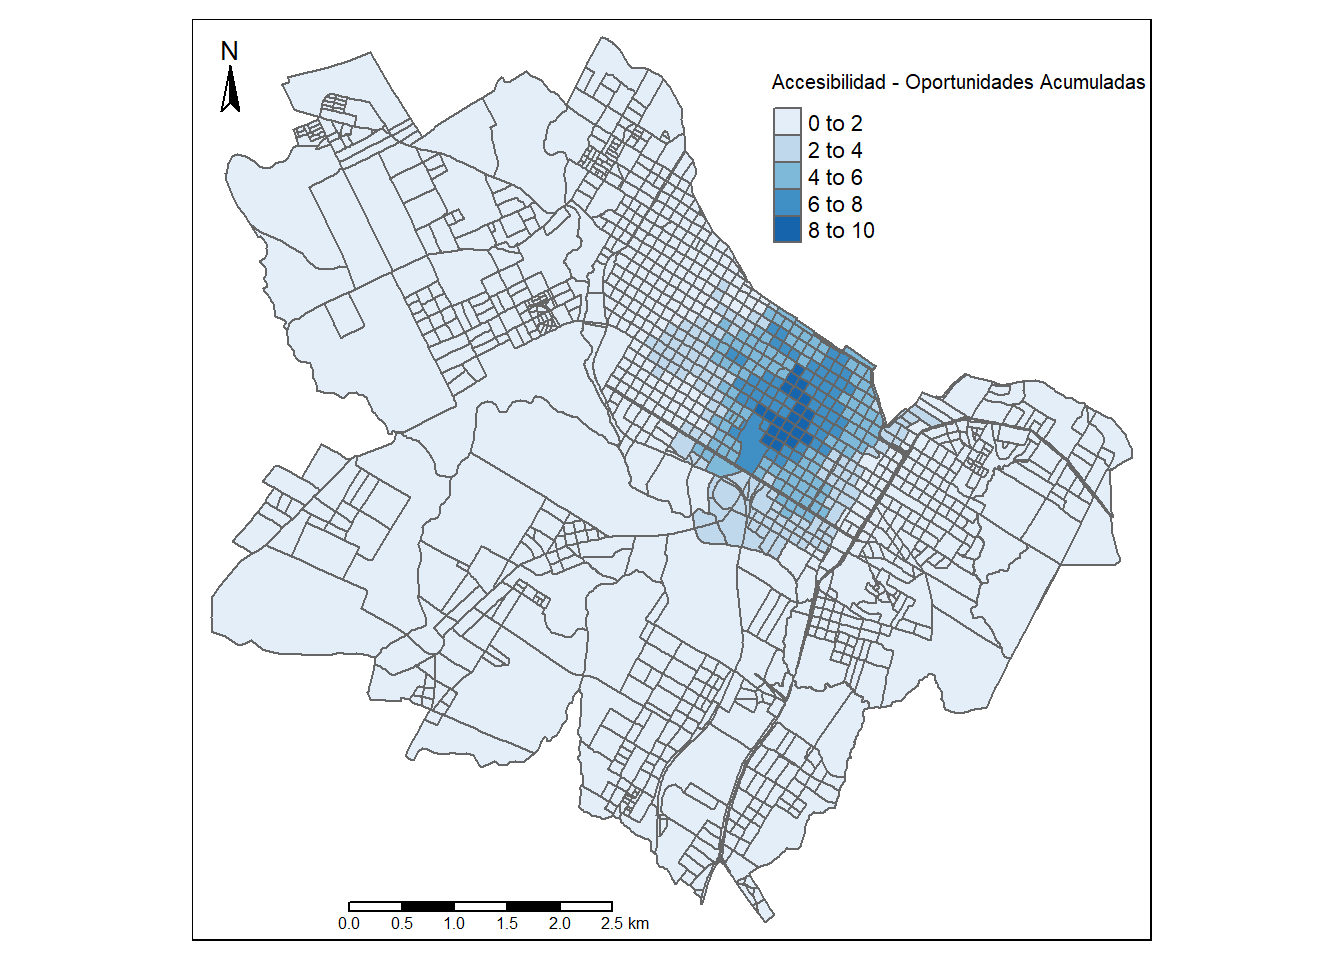 N
Accesibilidad - Oportunidades Acumuladas
0 to 2
2 to 4
4 to 6
6 to 8
8 to 10
0.0 0.5 1.0 1.5 2.0 2.5 km